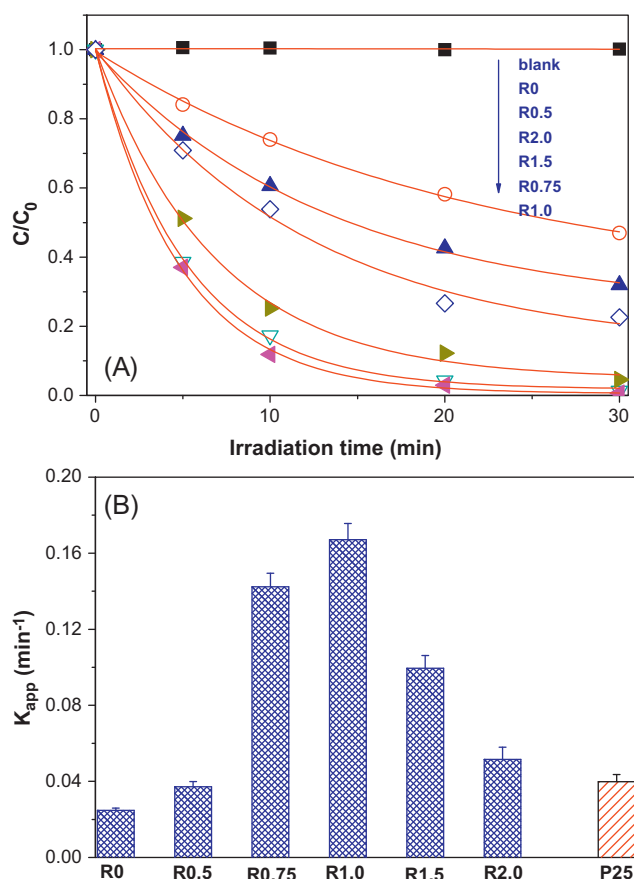 1.0
0.8
0.6
0.4
0.2
0.0
C/C₀
(A)
blank
R0
R0.5
R2.0
R1.5
R0.75
R1.0
0 10 20 30
Irradiation time (min)
0.20
0.16
0.12
0.08
0.04
0.00
Kapp (min⁻¹)
(B)
R0 R0.5 R0.75 R1.0 R1.5 R2.0 P25